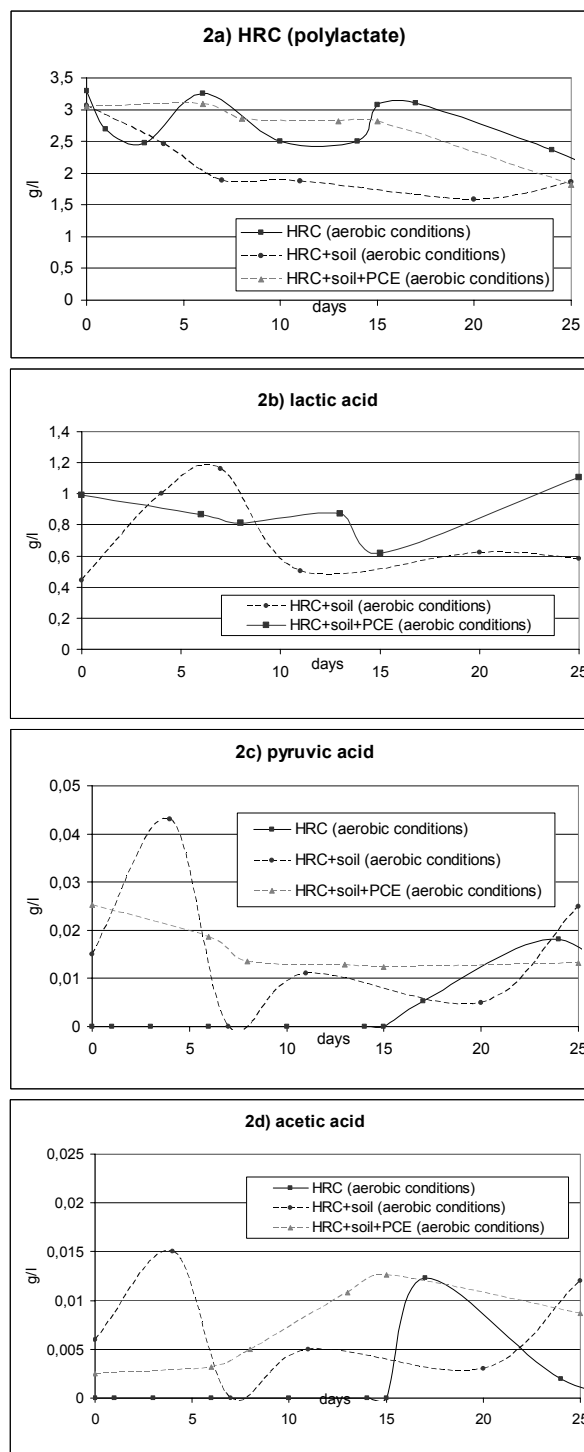 2a) HRC (polylactate)
3,5
3
2,5
2
1,5
1
0,5
0
g/l
HRC (aerobic conditions)
HRC+soil (aerobic conditions)
HRC+soil+PCE (aerobic conditions)
0 5 10 15 20 25
days
2b) lactic acid
1,4
1,2
1
0,8
0,6
0,4
0,2
0
g/l
HRC+soil (aerobic conditions)
HRC+soil+PCE (aerobic conditions)
days
0 5 10 15 20 25
2c) pyruvic acid
0,05
0,04
0,03
0,02
0,01
0
g/l
HRC (aerobic conditions)
HRC+soil (aerobic conditions)
HRC+soil+PCE (aerobic conditions)
days
0 5 10 15 20 25
2d) acetic acid
0,025
0,02
0,015
0,01
0,005
0
g/l
HRC (aerobic conditions)
HRC+soil (aerobic conditions)
HRC+soil+PCE (aerobic conditions)
days
0 5 10 15 20 25